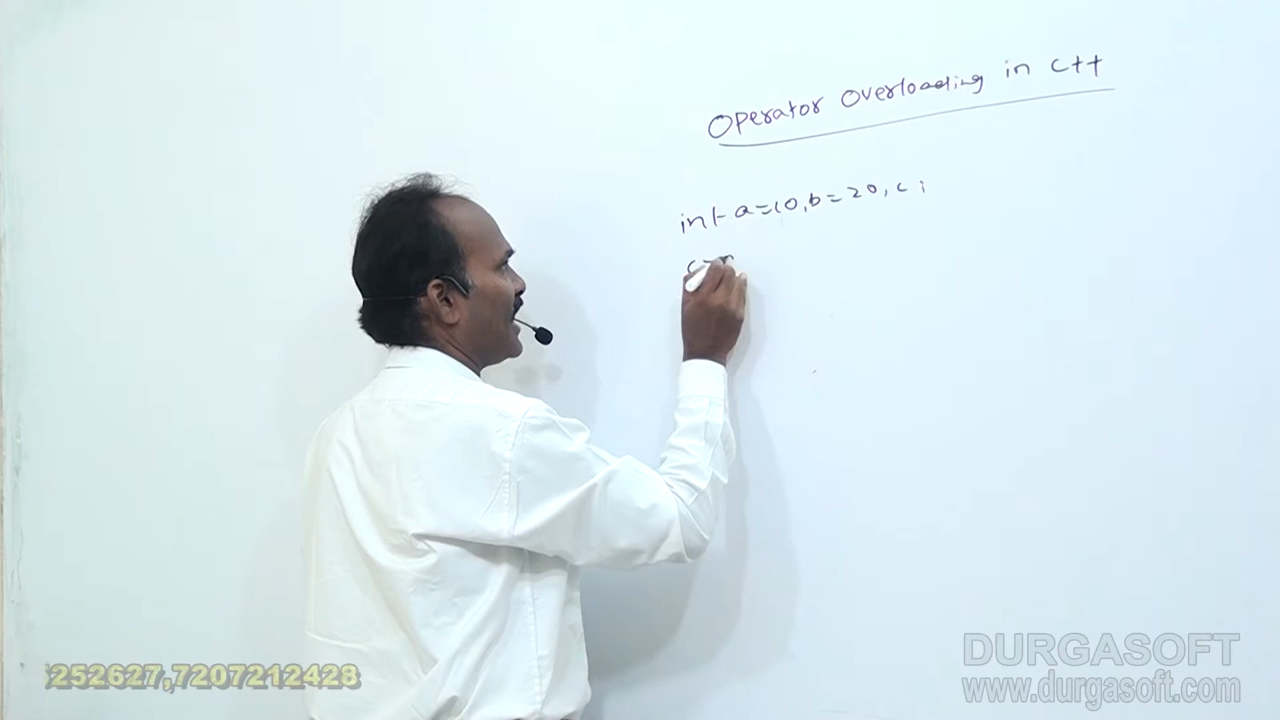 Operator Overloading in C++
int a=10,b=20,c;
c=
252627,7207212428
DURGASOFT
www.durgasoft.com